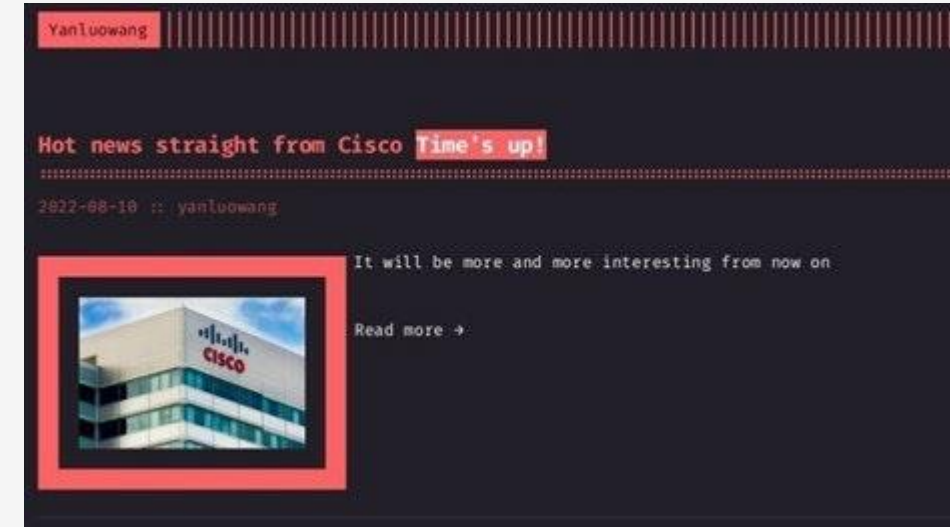 Yanluowang
Hot news straight from Cisco Time's up!
2022-08-10 :: yanluowang
It will be more and more interesting from now on
Read more →
CISCO